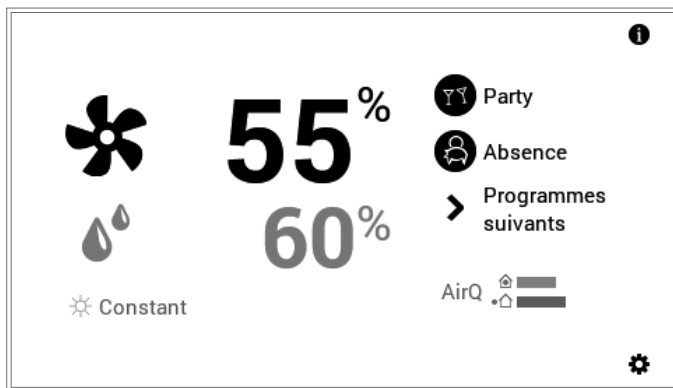 55%
Party
Absence
60%
Programmes
suivants
AirQ
Constant